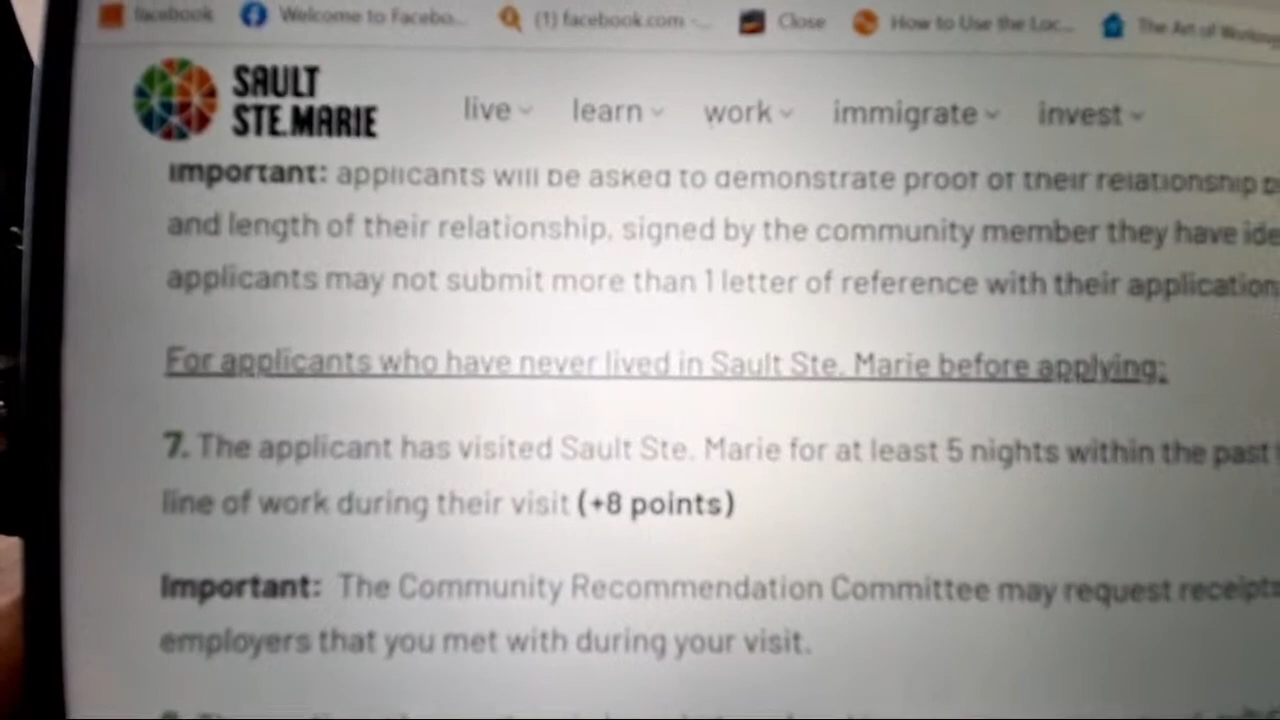 facebook Welcome to Facebo... (1) facebook.com -... Close How to Use the Loc... The Art of
SAULT
STE.MARIE
live learn work immigrate invest
Important: applicants will be asked to demonstrate proof of their relationship
and length of their relationship, signed by the community member they have ide
applicants may not submit more than 1 letter of reference with their application
For applicants who have never lived in Sault Ste. Marie before applying:
7. The applicant has visited Sault Ste. Marie for at least 5 nights within the past
line of work during their visit (+8 points)
Important: The Community Recommendation Committee may request receipts
employers that you met with during your visit.